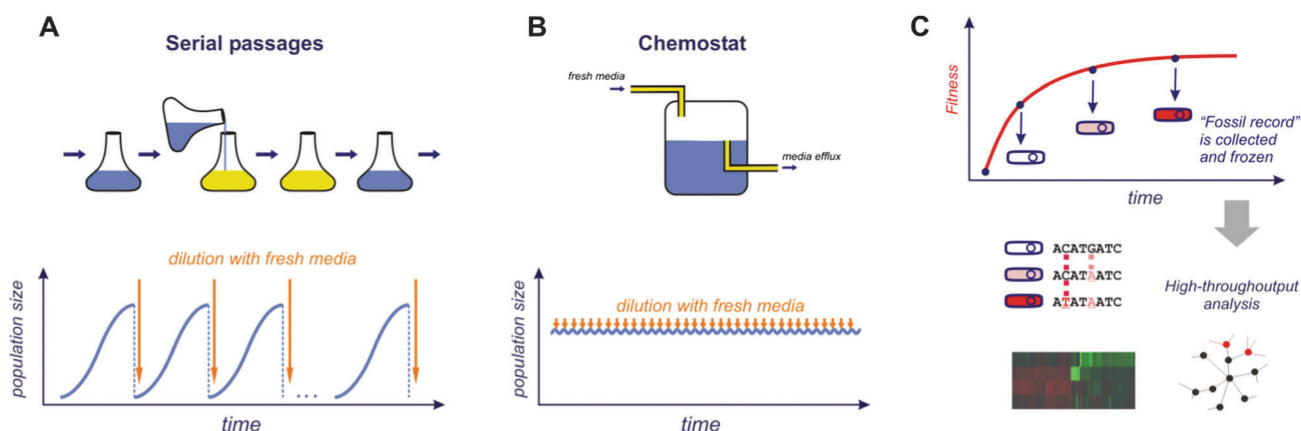 A
Serial passages
dilution with fresh media
population size
...
time
B
Chemostat
fresh media
media efflux
dilution with fresh media
population size
time
C
Fitness
"Fossil record"
is collected
and frozen
time
ACATGATC
ACATAATC
ATATAATC
High-throughoutput
analysis